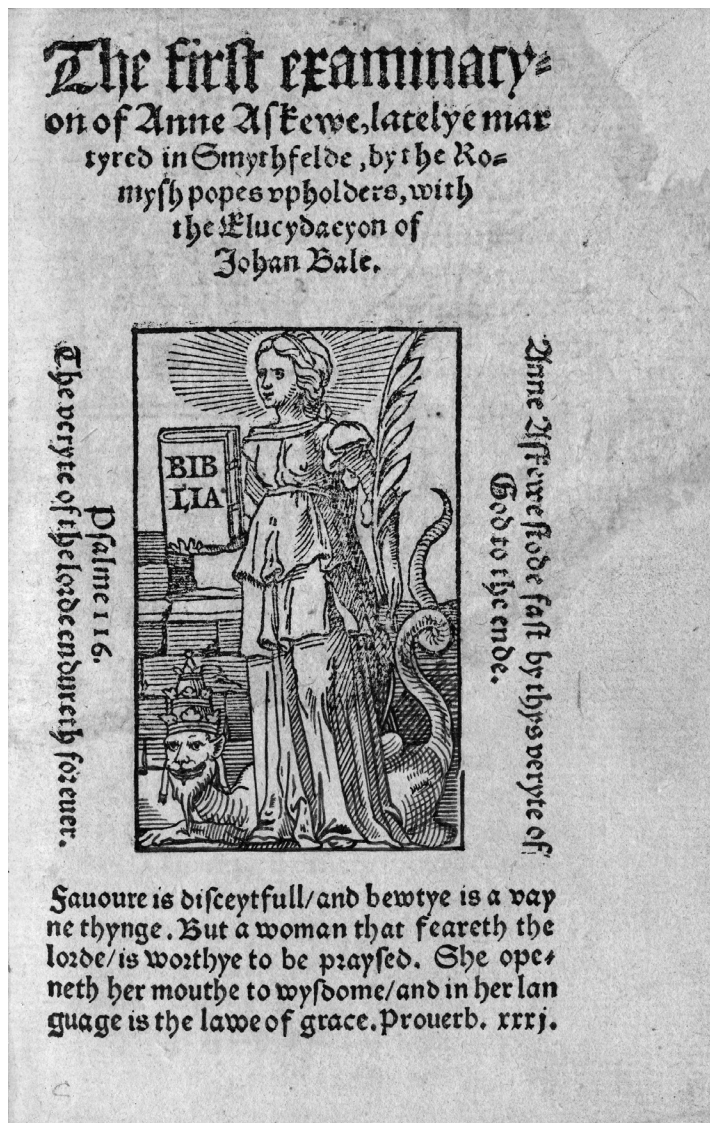 The first examinacy⸗
on of Anne Askewe, latelye mar
tyred in Smythfelde, by the Ro⸗
mysh popes vpholders, with
the Elucydacyon of
Johan Bale.
The veryte of the lorde endureth for euer.
Psalme 116.
BIB
LIA
Anne Askewe stode fast by thys veryte of
God to the ende.
Fauoure is disceytfull/and bewtye is a vay
ne thynge. But a woman that feareth the
lorde/is worthye to be praysed. She ope⸗
neth her mouthe to wysdome/and in her lan
guage is the lawe of grace. Prouerb. xxxj.